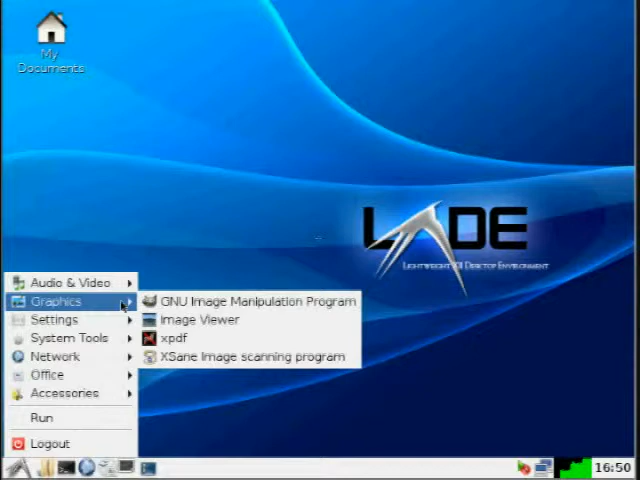 My
Documents
LXDE
LIGHTWEIGHT X11 DESKTOP ENVIRONMENT
Audio & Video
Graphics
Settings
System Tools
Network
Office
Accessories
Run
Logout
GNU Image Manipulation Program
Image Viewer
xpdf
XSane Image scanning program
16:50